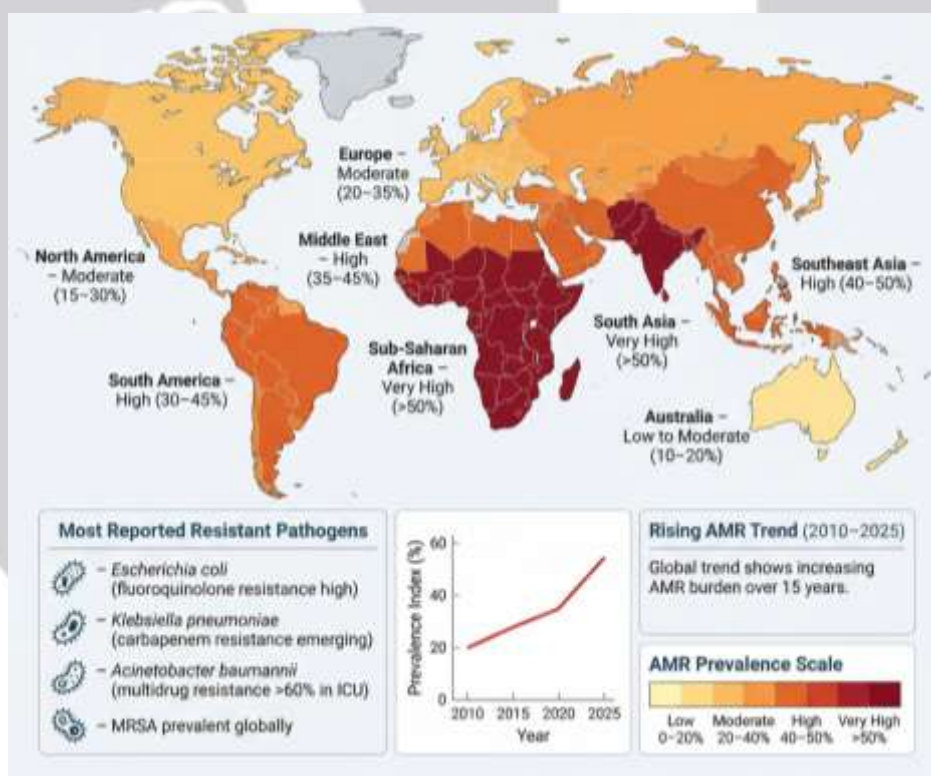 Europe –
Moderate
(20–35%)
North America
– Moderate
(15–30%)
Middle East
– High
(35–45%)
Southeast Asia –
High (40–50%)
South Asia –
Very High
(>50%)
Sub-Saharan
Africa –
Very High
(>50%)
South America –
High (30–45%)
Australia –
Low to Moderate
(10–20%)
Most Reported Resistant Pathogens
– Escherichia coli
(fluoroquinolone resistance high)
– Klebsiella pneumoniae
(carbapenem resistance emerging)
– Acinetobacter baumannii
(multidrug resistance >60% in ICU)
– MRSA prevalent globally
Prevalence Index (%)
60
40
20
0
2010 2015 2020 2025
Year
Rising AMR Trend (2010–2025)
Global trend shows increasing
AMR burden over 15 years.
AMR Prevalence Scale
Low Moderate High Very High
0–20% 20–40% 40–50% >50%